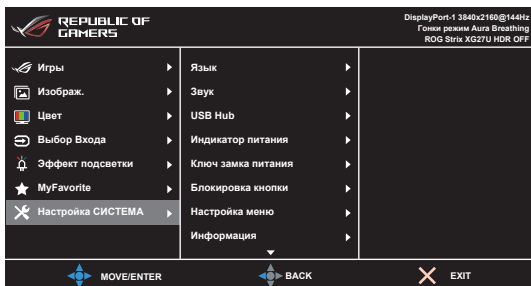 REPUBLIC OF
GAMERS
DisplayPort-1 3840x2160@144Hz
Гонки режим Aura Breathing
ROG Strix XG27U HDR OFF
Игры
Изображ.
Цвет
Выбор Входа
Эффект подсветки
MyFavorite
Настройка СИСТЕМА
Язык
Звук
USB Hub
Индикатор питания
Ключ замка питания
Блокировка кнопки
Настройка меню
Информация
MOVE/ENTER
BACK
EXIT